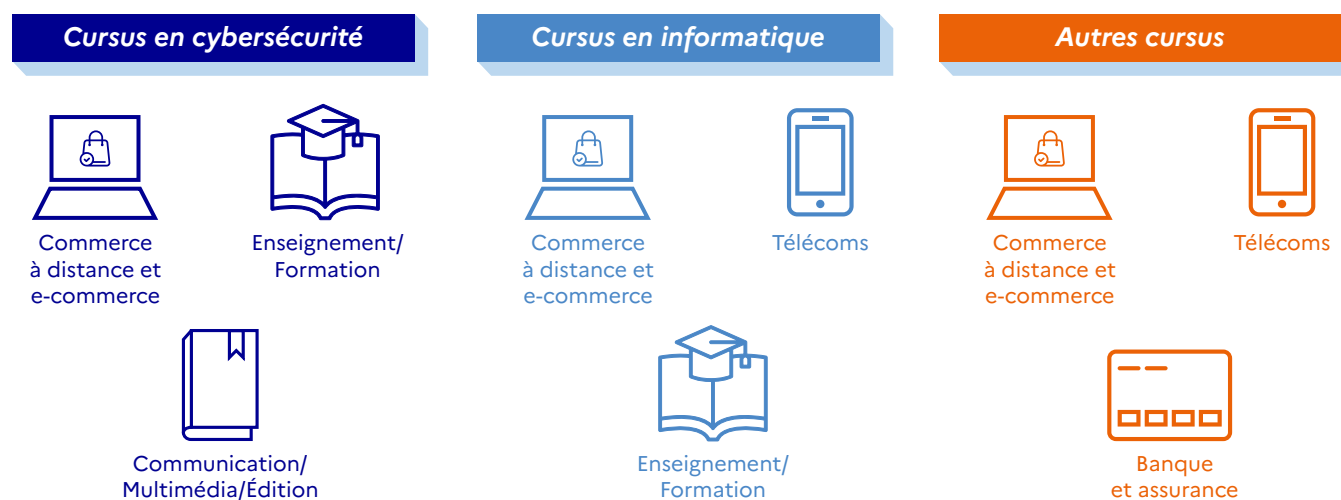 Cursus en cybersécurité
Commerce
à distance et
e-commerce
Enseignement/
Formation
Communication/
Multimédia/Édition
Cursus en informatique
Commerce
à distance et
e-commerce
Télécoms
Enseignement/
Formation
Autres cursus
Commerce
à distance et
e-commerce
Télécoms
Banque
et assurance